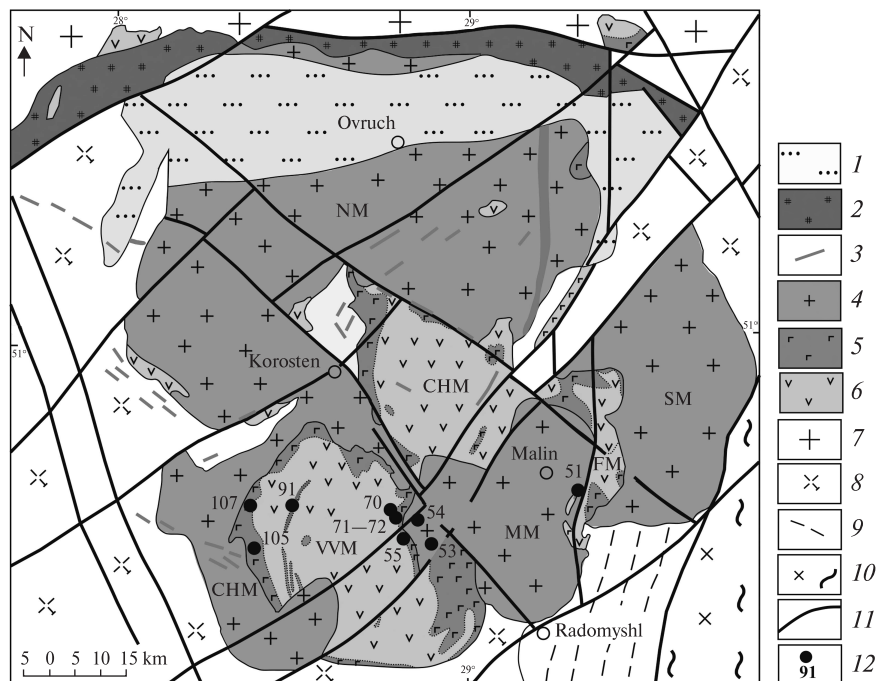 28°
29°
N
Ovruch
NM
51°
51°
Korosten
CHM
SM
Malin
51
FM
107
91
70
54
71—72
MM
VVM
55
53
105
CHM
Radomyshl
5 0 5 10 15 km
29°
1
2
3
4
5
6
7
8
9
10
11
91 12